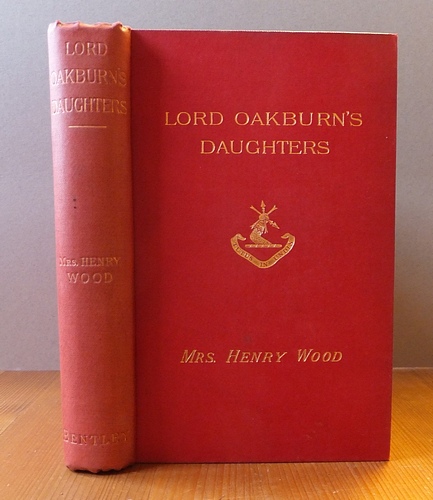 LORD
OAKBURN'S
DAUGHTERS
MRS. HENRY
WOOD
BENTLEY
LORD OAKBURN'S
DAUGHTERS
MRS. HENRY WOOD